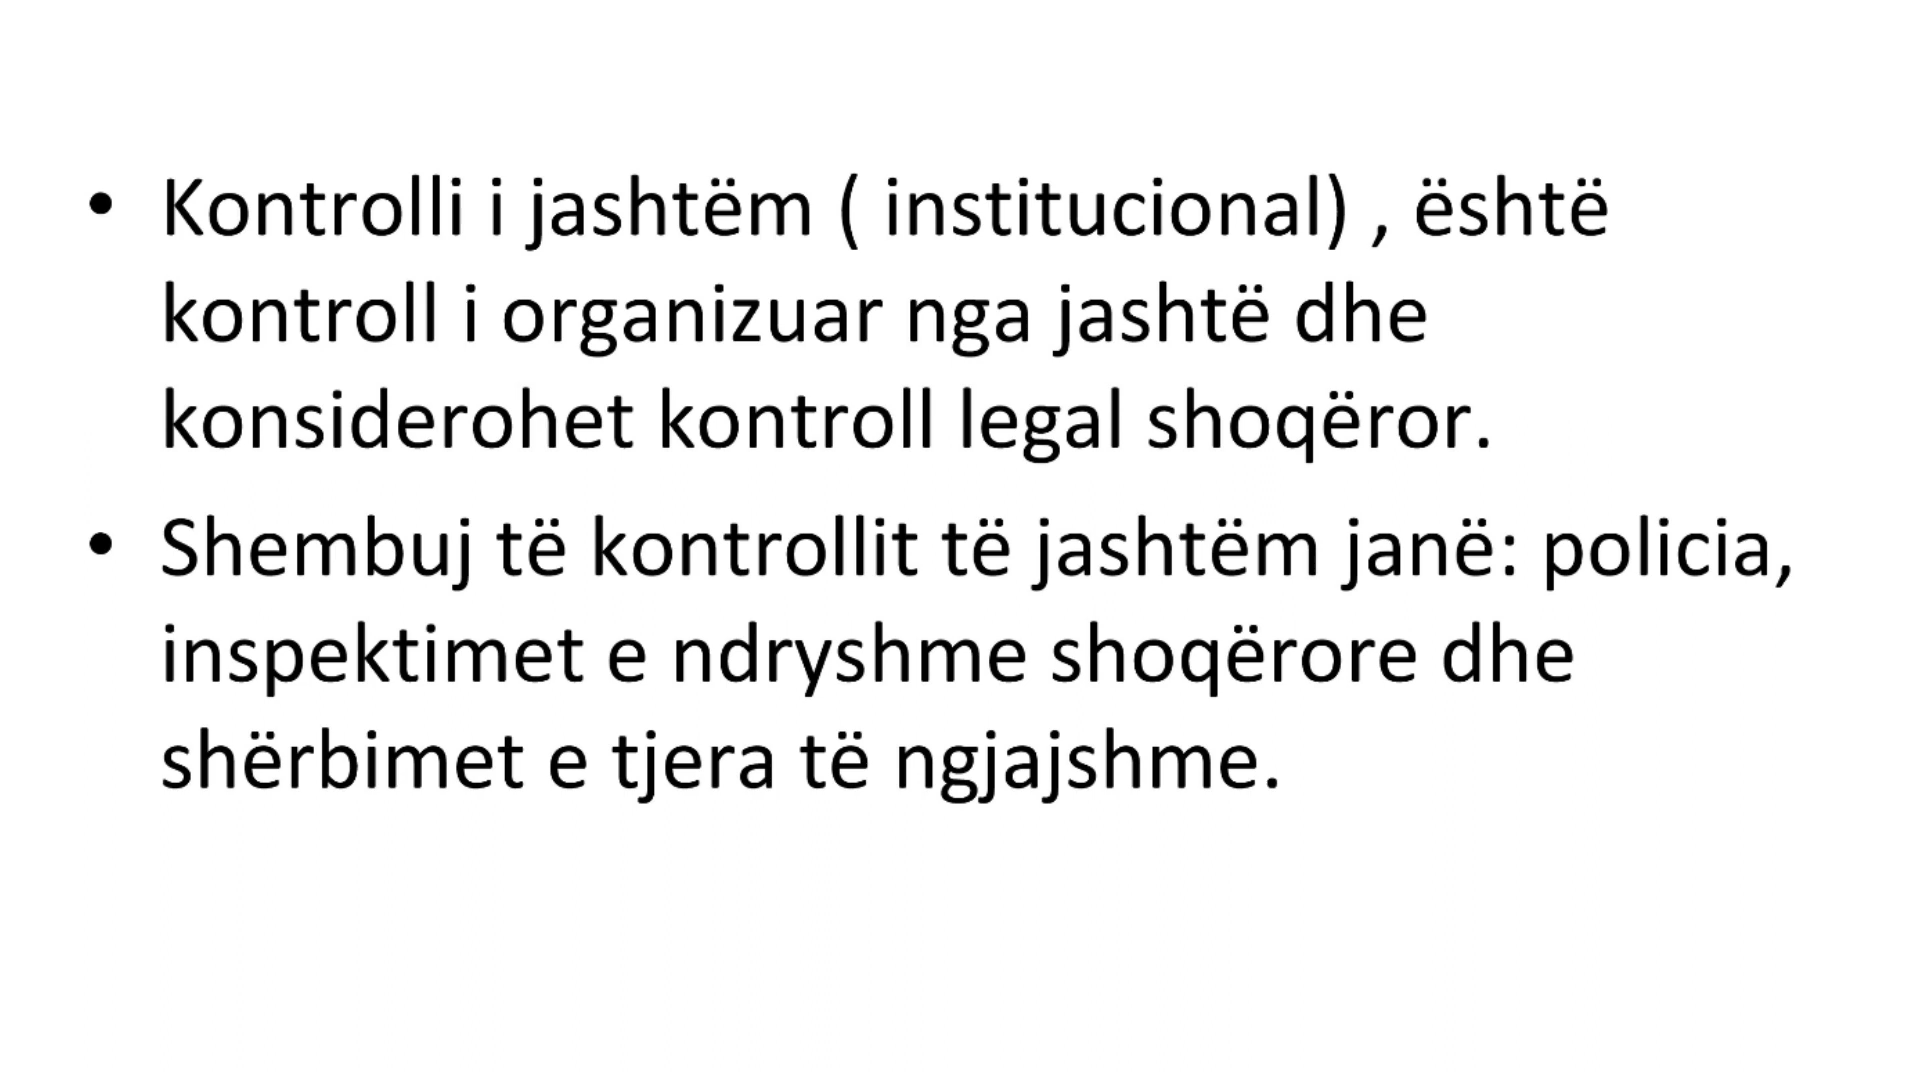 • Kontrolli i jashtëm ( institucional) , është
kontroll i organizuar nga jashtë dhe
konsiderohet kontroll legal shoqëror.
• Shembuj të kontrollit të jashtëm janë: policia,
inspektimet e ndryshme shoqërore dhe
shërbimet e tjera të ngjajshme.